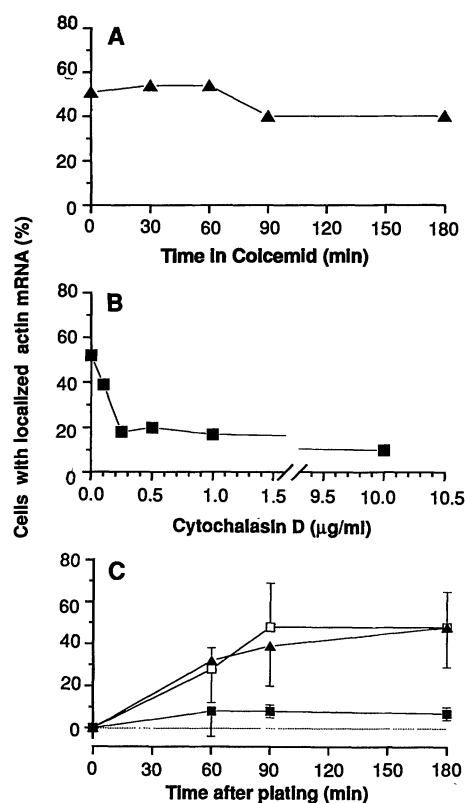 Cells with localized actin mRNA (%)
A
80
60
40
20
0
0 30 60 90 120 150 180
Time in Colcemid (min)
B
80
60
40
20
0
0.0 0.5 1.0 1.5 9.5 10.0 10.5
Cytochalasin D (µg/ml)
C
80
60
40
20
0
0 30 60 90 120 150 180
Time after plating (min)